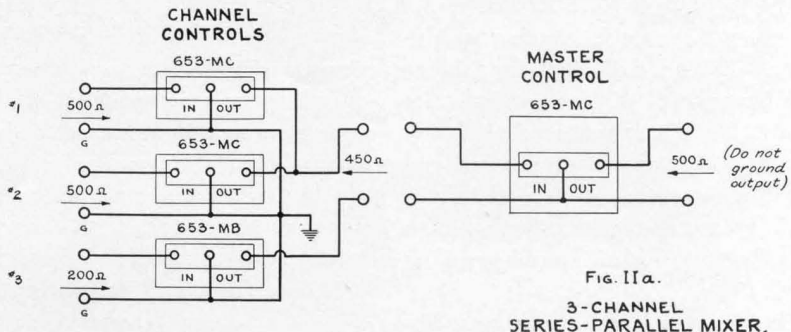 CHANNEL
CONTROLS
653-MC
#1
500Ω
IN OUT
G
653-MC
#2
500Ω
IN OUT
G
653-MB
#3
200Ω
IN OUT
G
450Ω
MASTER
CONTROL
653-MC
IN OUT
500Ω
(Do not
ground
output)
FIG. IIa.
3-CHANNEL
SERIES-PARALLEL MIXER.